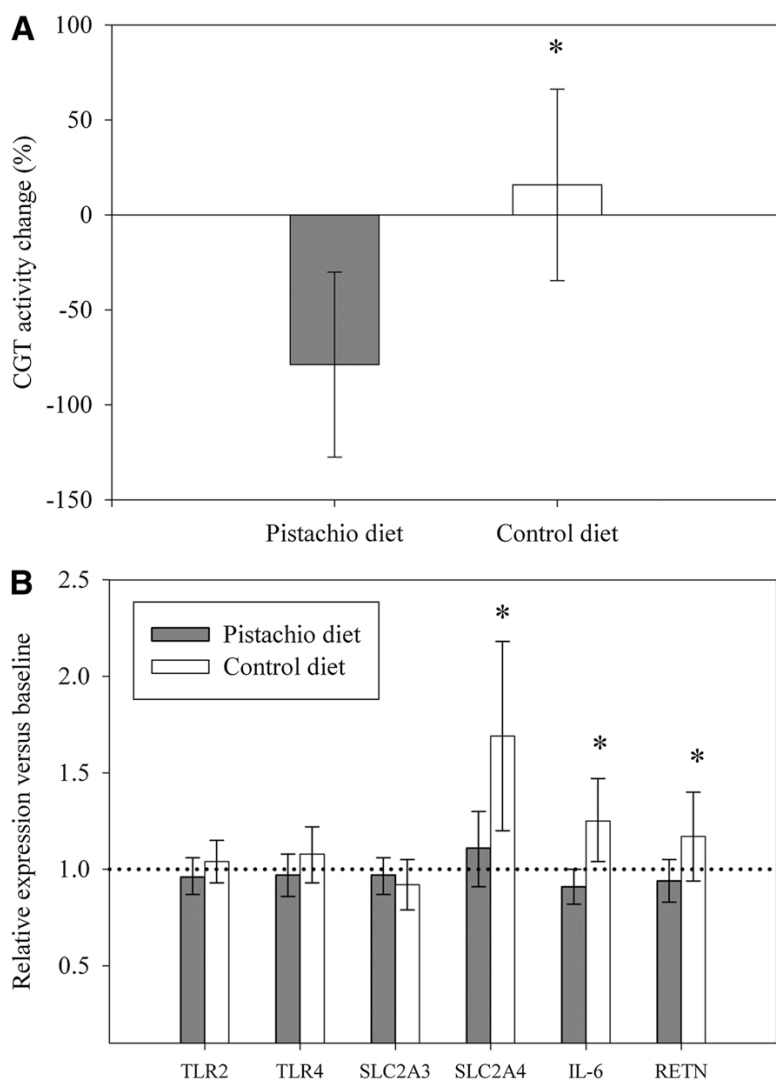 A
100
50
0
-50
-100
-150
CGT activity change (%)
*
Pistachio diet Control diet
B
2.5
2.0
1.5
1.0
0.5
Relative expression versus baseline
Pistachio diet
Control diet
*
*
*
TLR2 TLR4 SLC2A3 SLC2A4 IL-6 RETN